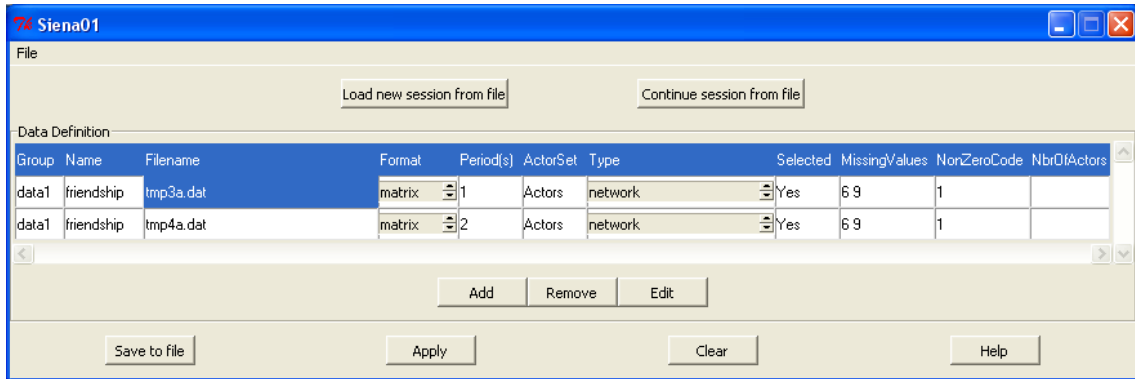 Siena01
File
Load new session from file Continue session from file
Data Definition
Group Name Filename Format Period(s) ActorSet Type Selected MissingValues NonZeroCode NbrOfActors
data1 friendship tmp3a.dat matrix 1 Actors network Yes 6 9 1
data1 friendship tmp4a.dat matrix 2 Actors network Yes 6 9 1
Add Remove Edit
Save to file Apply Clear Help